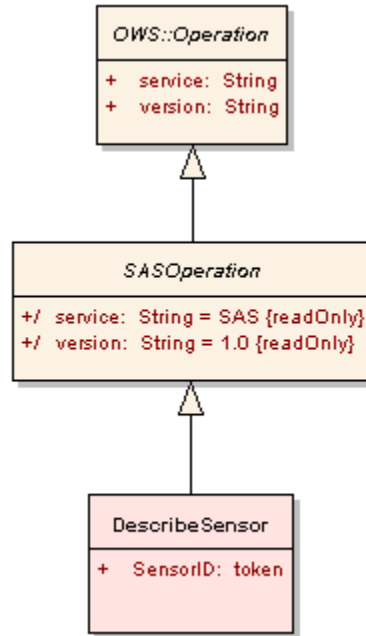 OWS::Operation
+ service: String
+ version: String
SASOperation
+/ service: String = SAS {readOnly}
+/ version: String = 1.0 {readOnly}
DescribeSensor
+ SensorID: token